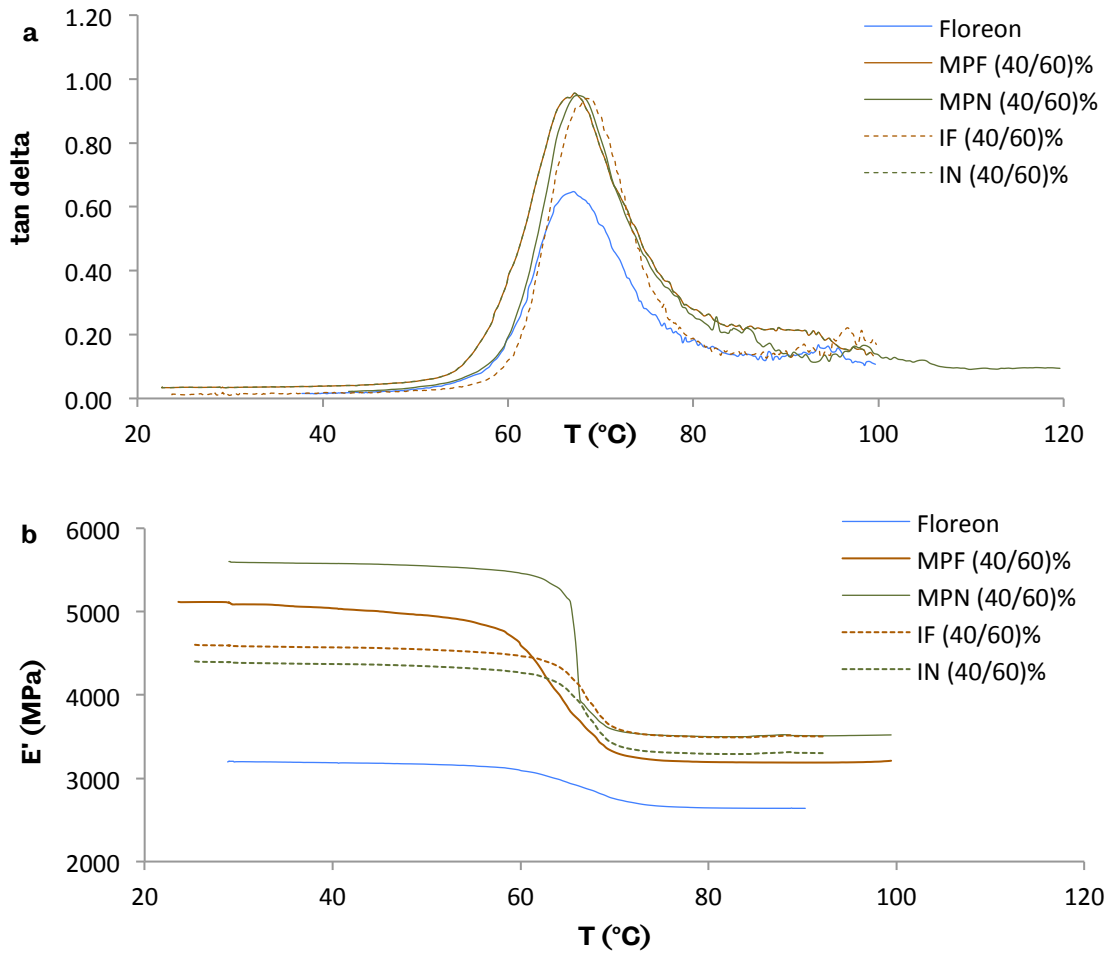 a
1.20
1.00
0.80
0.60
0.40
0.20
0.00
tan delta
20
40
60
80
100
120
T (°C)
Floreon
MPF (40/60)%
MPN (40/60)%
IF (40/60)%
IN (40/60)%
b
6000
5000
4000
3000
2000
E' (MPa)
20
40
60
80
100
120
T (°C)
Floreon
MPF (40/60)%
MPN (40/60)%
IF (40/60)%
IN (40/60)%